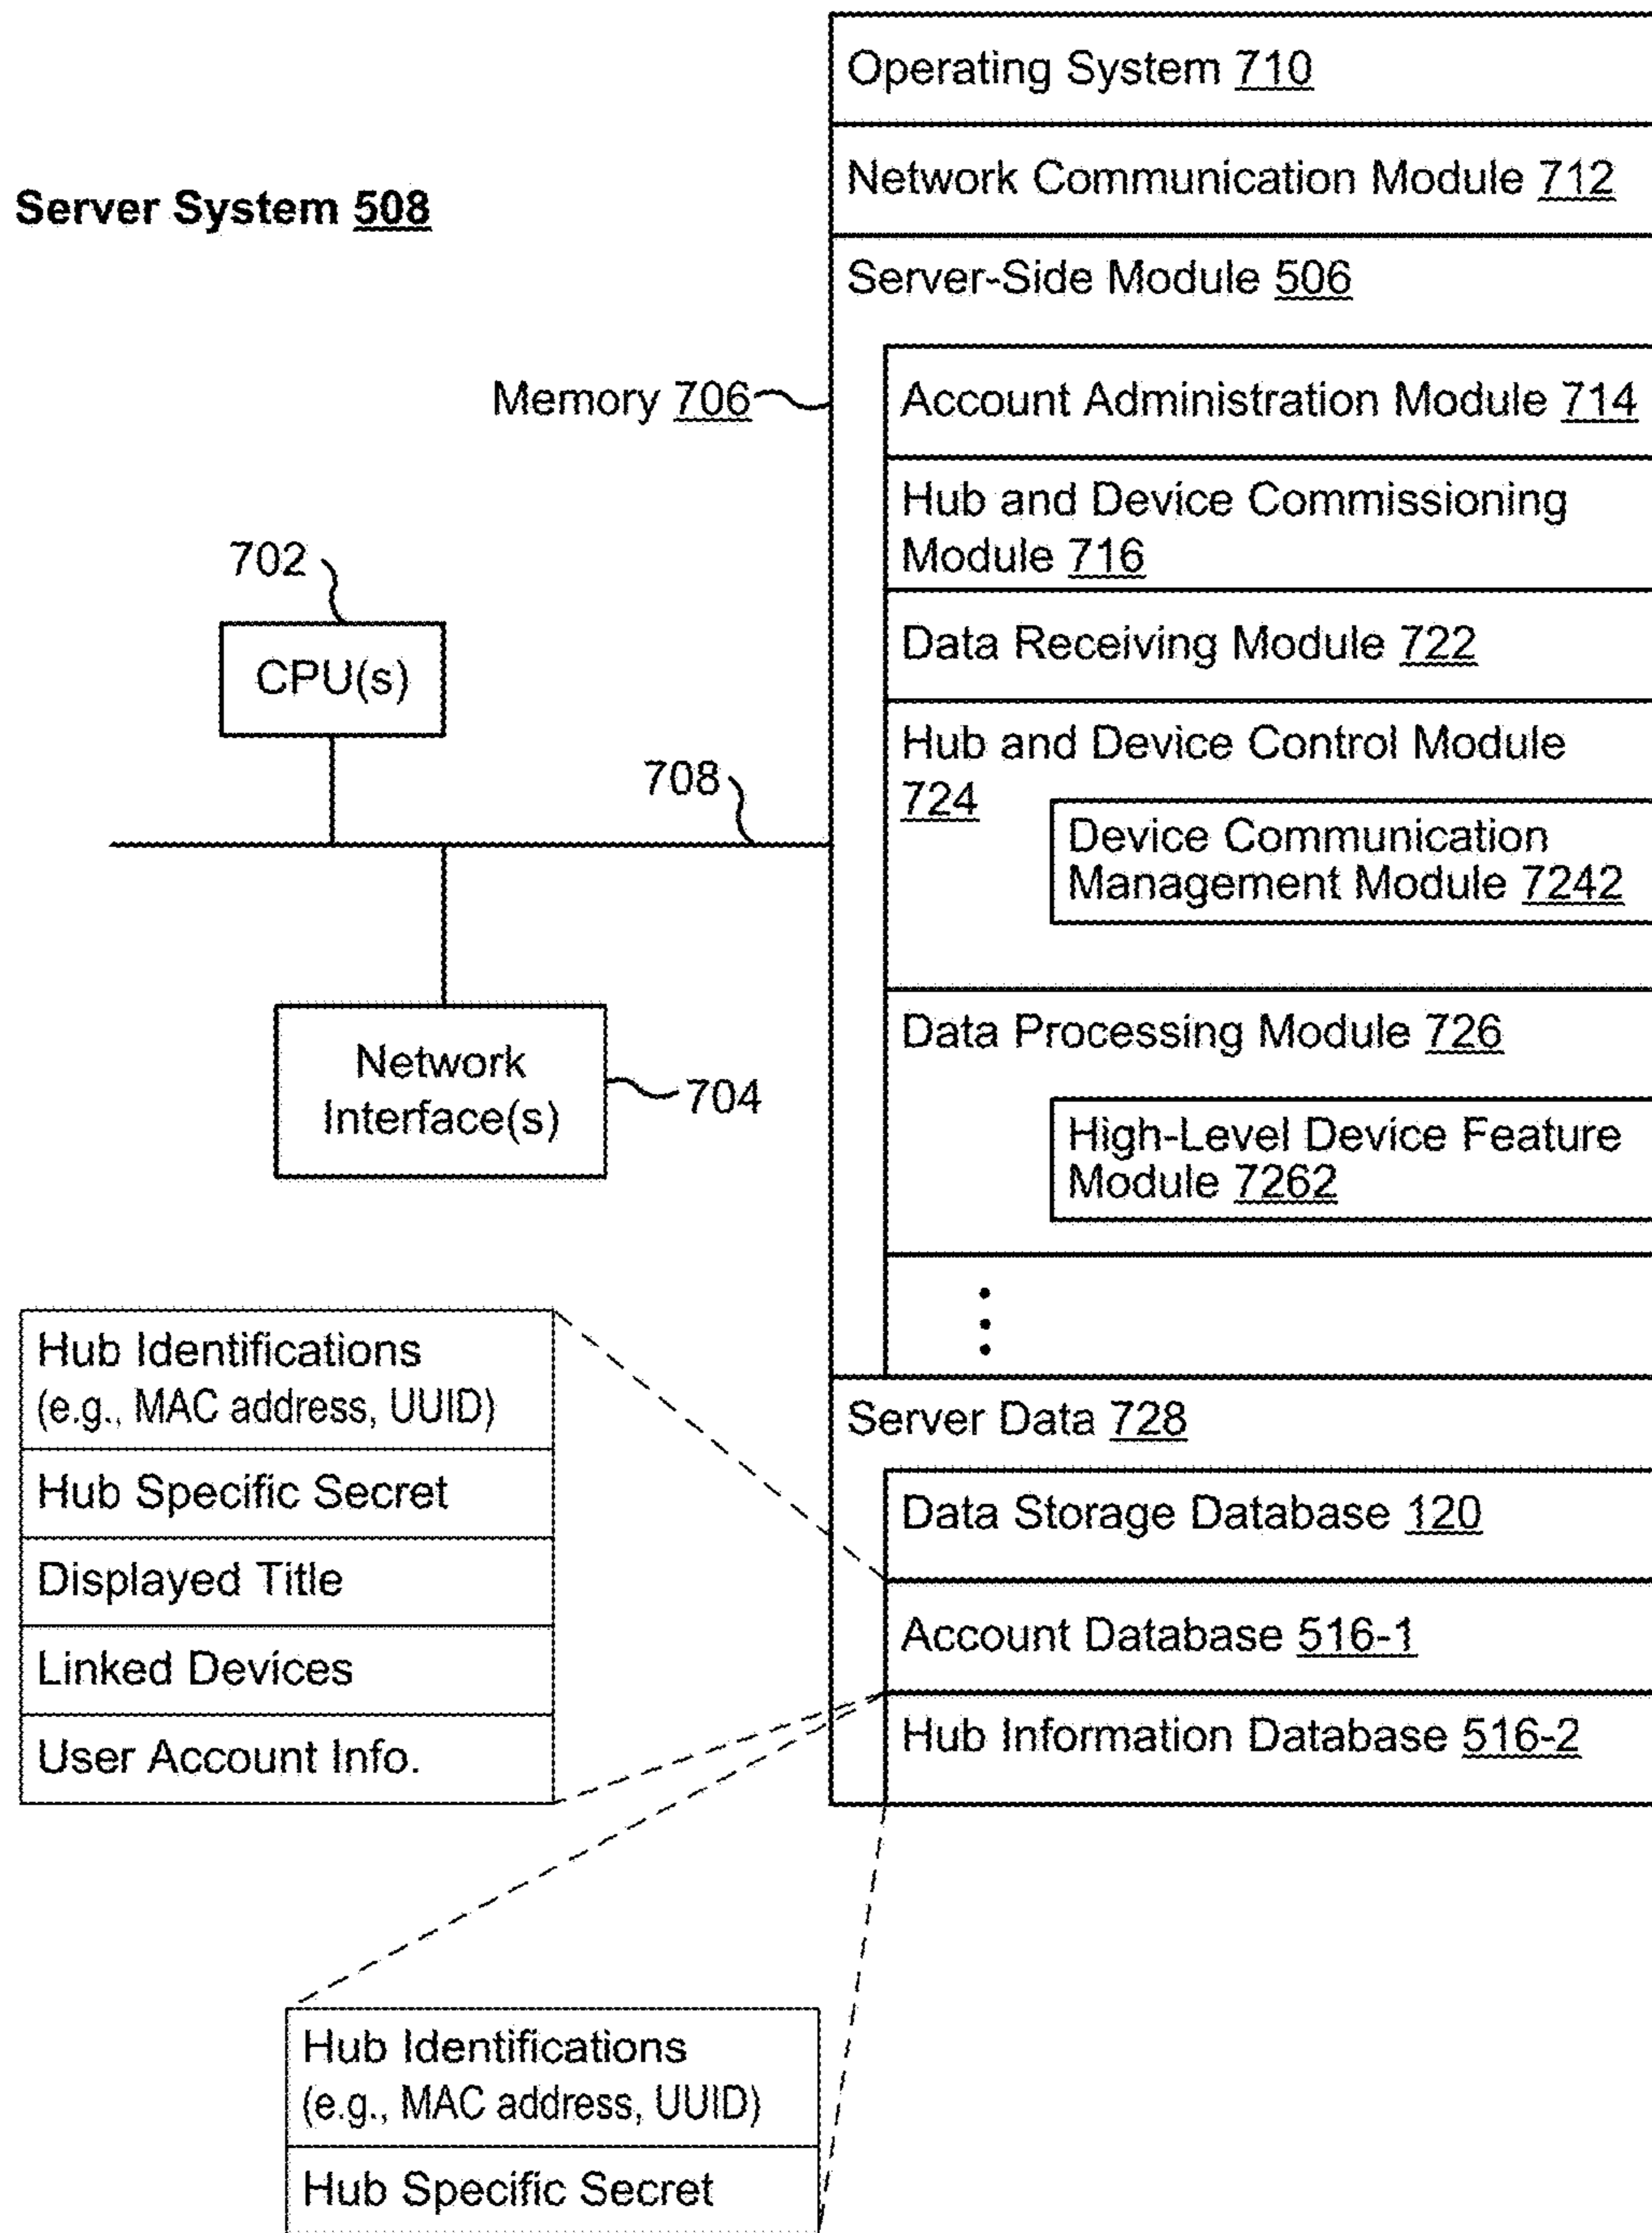 Server System 508
Operating System 710
Network Communication Module 712
Server-Side Module 506
Memory 706
Account Administration Module 714
Hub and Device Commissioning
Module 716
Data Receiving Module 722
Hub and Device Control Module
724
Device Communication
Management Module 7242
Data Processing Module 726
High-Level Device Feature
Module 7262
702
CPU(s)
708
Network
Interface(s)
704
Server Data 728
Data Storage Database 120
Account Database 516-1
Hub Information Database 516-2
Hub Identifications
(e.g., MAC address, UUID)
Hub Specific Secret
Displayed Title
Linked Devices
User Account Info.
Hub Identifications
(e.g., MAC address, UUID)
Hub Specific Secret